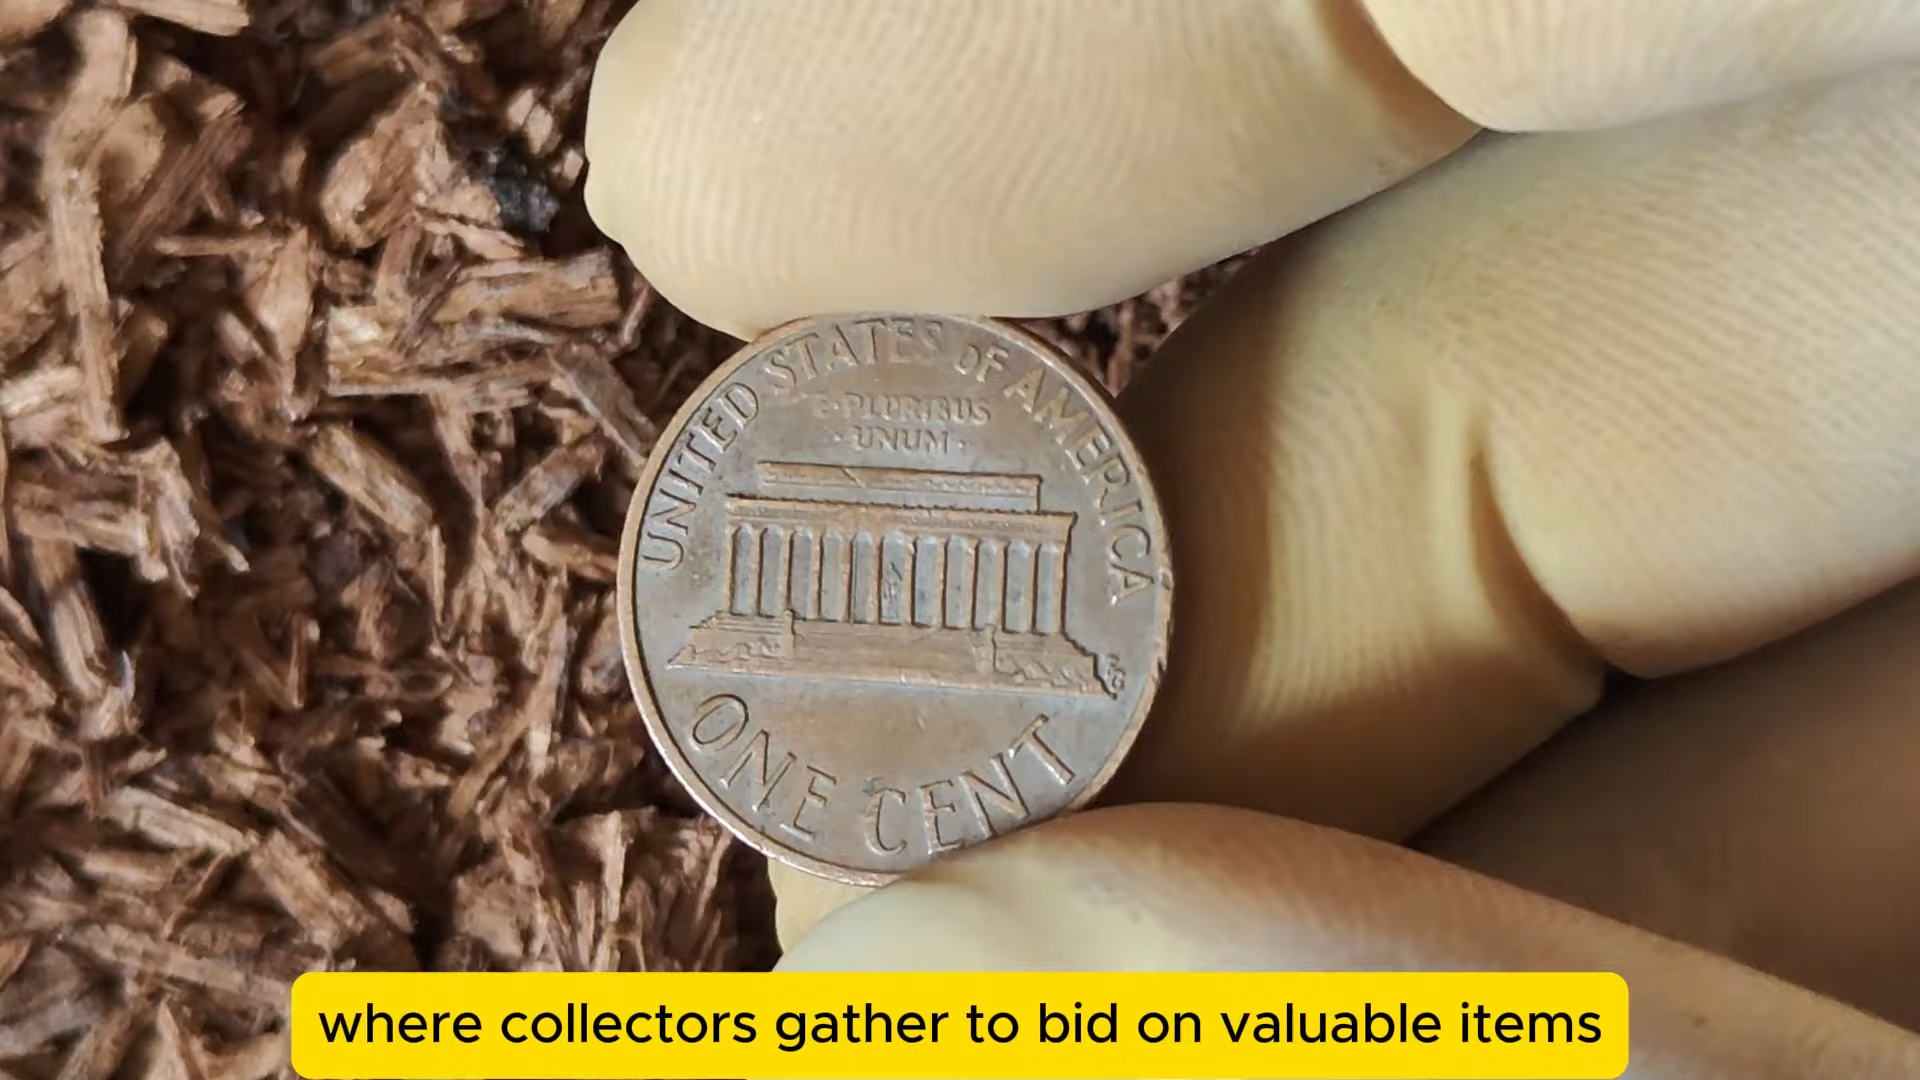 UNITED STATES OF AMERICA
E·PLURIBUS
·UNUM·
ONE CENT
where collectors gather to bid on valuable items